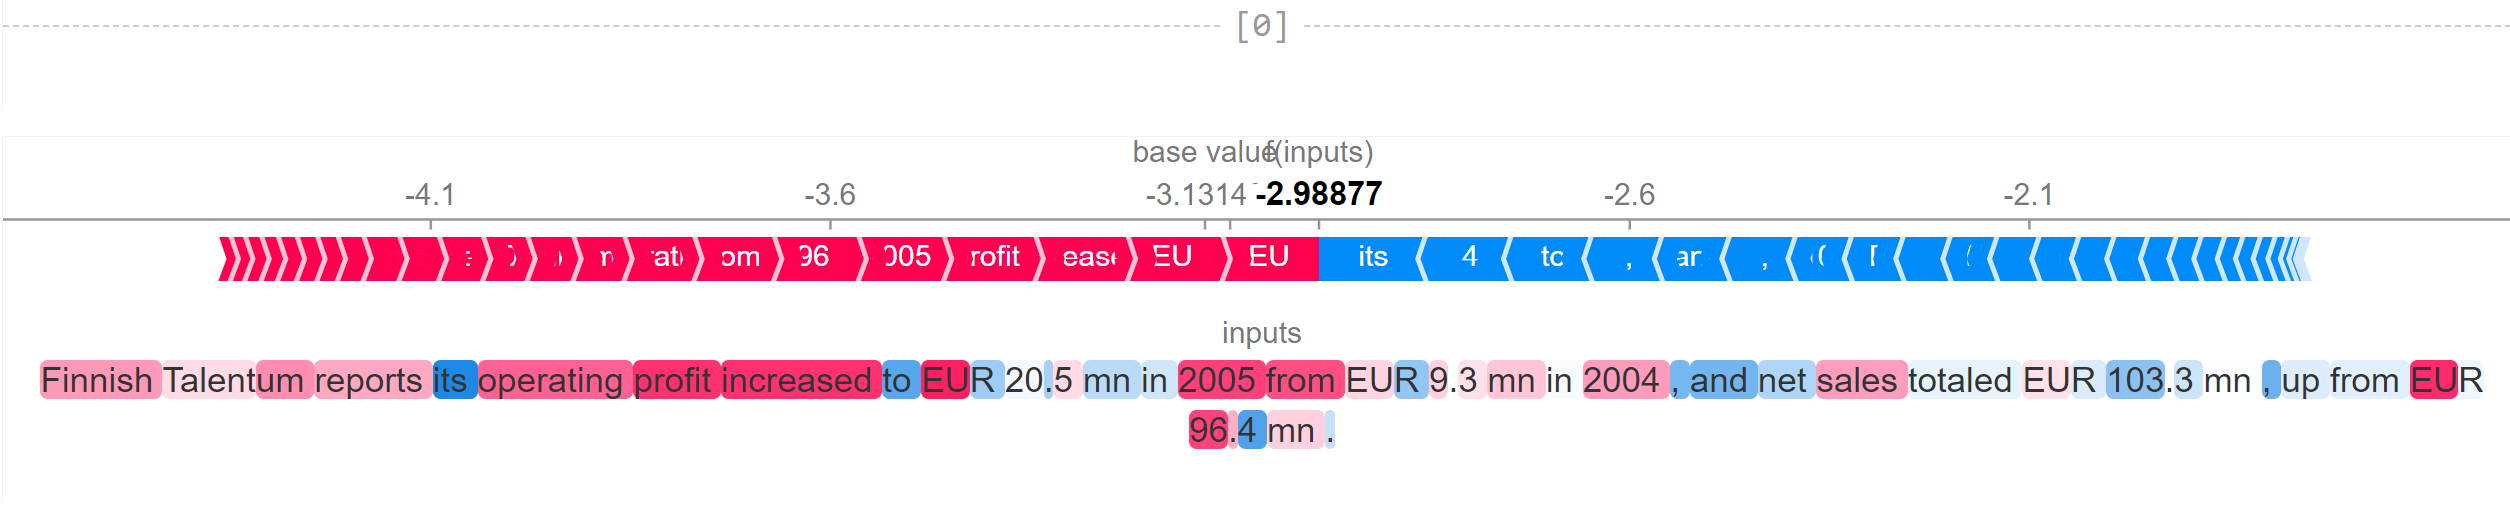 [0]
base value f(inputs)
-4.1 -3.6 -3.1314 -2.98877 -2.6 -2.1
om 96 005 rofit ease EU EU its 4 to , ar ,
inputs
Finnish Talentum reports its operating profit increased to EUR 20.5 mn in 2005 from EUR 9.3 mn in 2004 , and net sales totaled EUR 103.3 mn , up from EUR
96.4 mn .